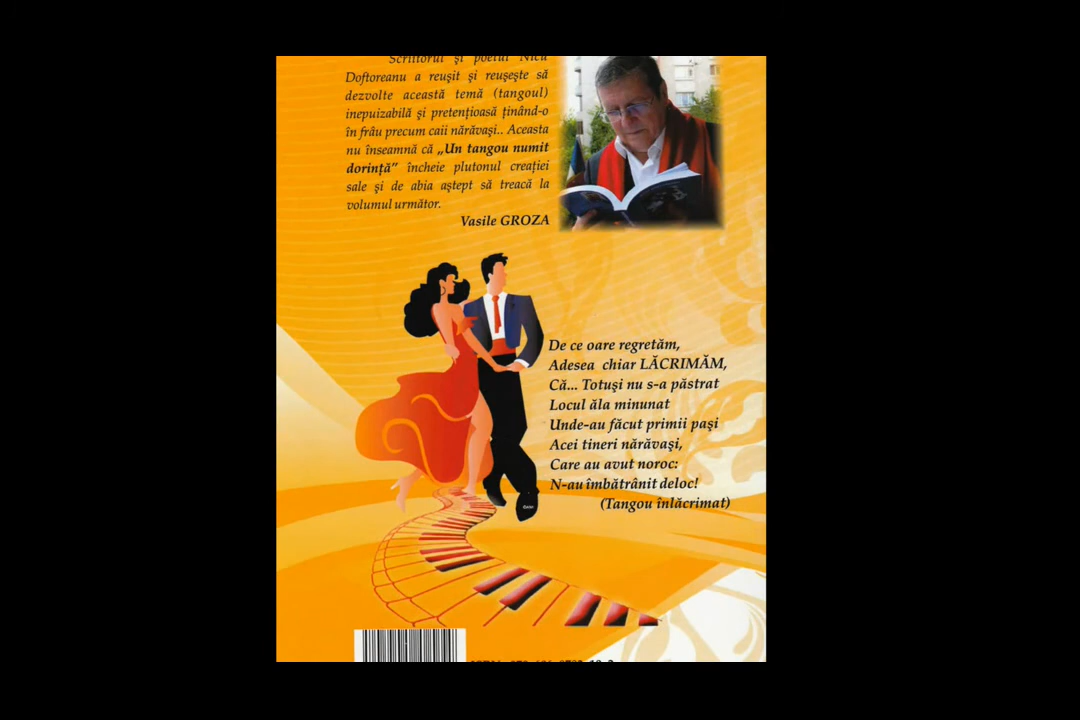 Scriitorul şi poetul Nicu
Doftoreanu a reuşit şi reuşeşte să
dezvolte această temă (tangoul)
inepuizabilă şi pretenţioasă ţinând-o
în frâu precum caii nărăvaşi.. Aceasta
nu înseamnă că „Un tangou numit
dorinţă” încheie plutonul creaţiei
sale şi de abia aştept să treacă la
volumul următor.
Vasile GROZA
De ce oare regretăm,
Adesea chiar LĂCRIMĂM,
Că... Totuşi nu s-a păstrat
Locul ăla minunat
Unde-au făcut primii paşi
Acei tineri nărăvaşi,
Care au avut noroc:
N-au îmbătrânit deloc!
(Tangou înlăcrimat)